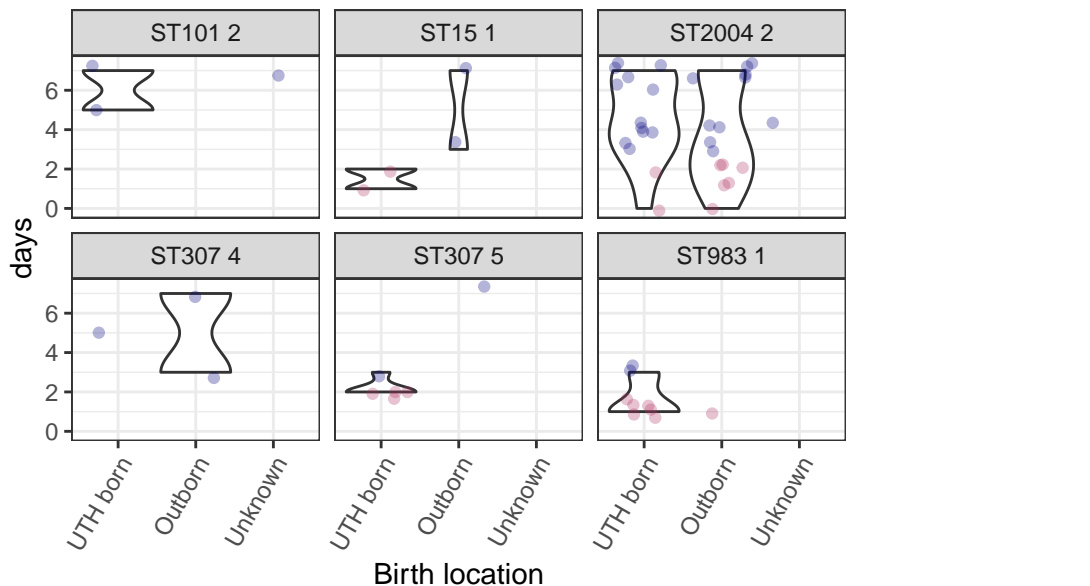 ST101 2
ST15 1
ST2004 2
6
4
2
0
days
ST307 4
ST307 5
ST983 1
6
4
2
0
UTH born
Outborn
Unknown
UTH born
Outborn
Unknown
UTH born
Outborn
Unknown
Birth location